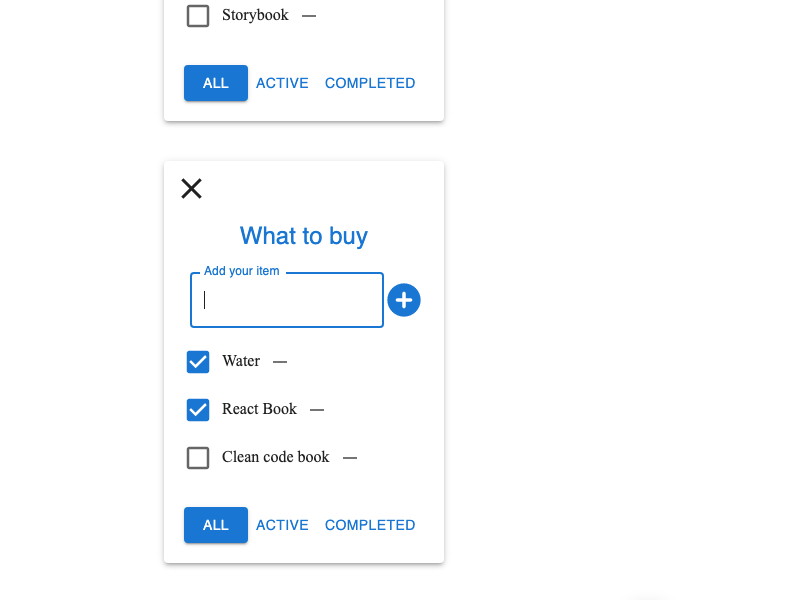 Storybook
ALL ACTIVE COMPLETED
What to buy
Add your item
Water
React Book
Clean code book
ALL ACTIVE COMPLETED